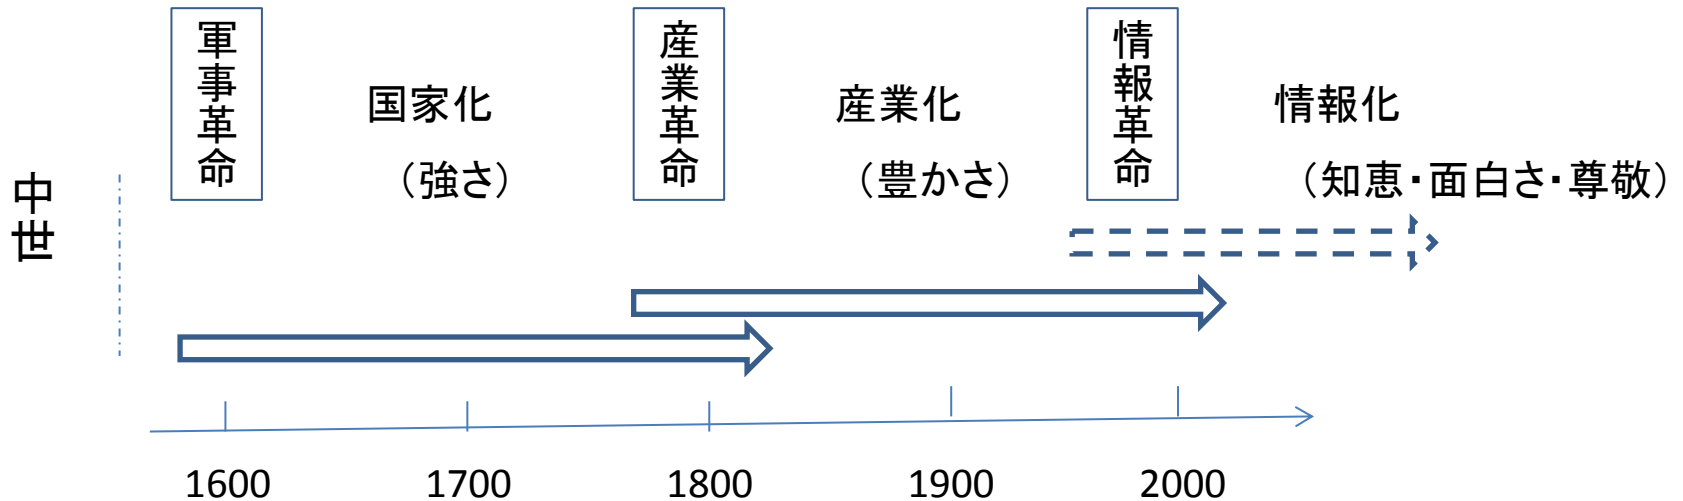 中世
軍事革命
国家化
（強さ）
産業革命
産業化
（豊かさ）
情報革命
情報化
（知恵・面白さ・尊敬）
1600
1700
1800
1900
2000